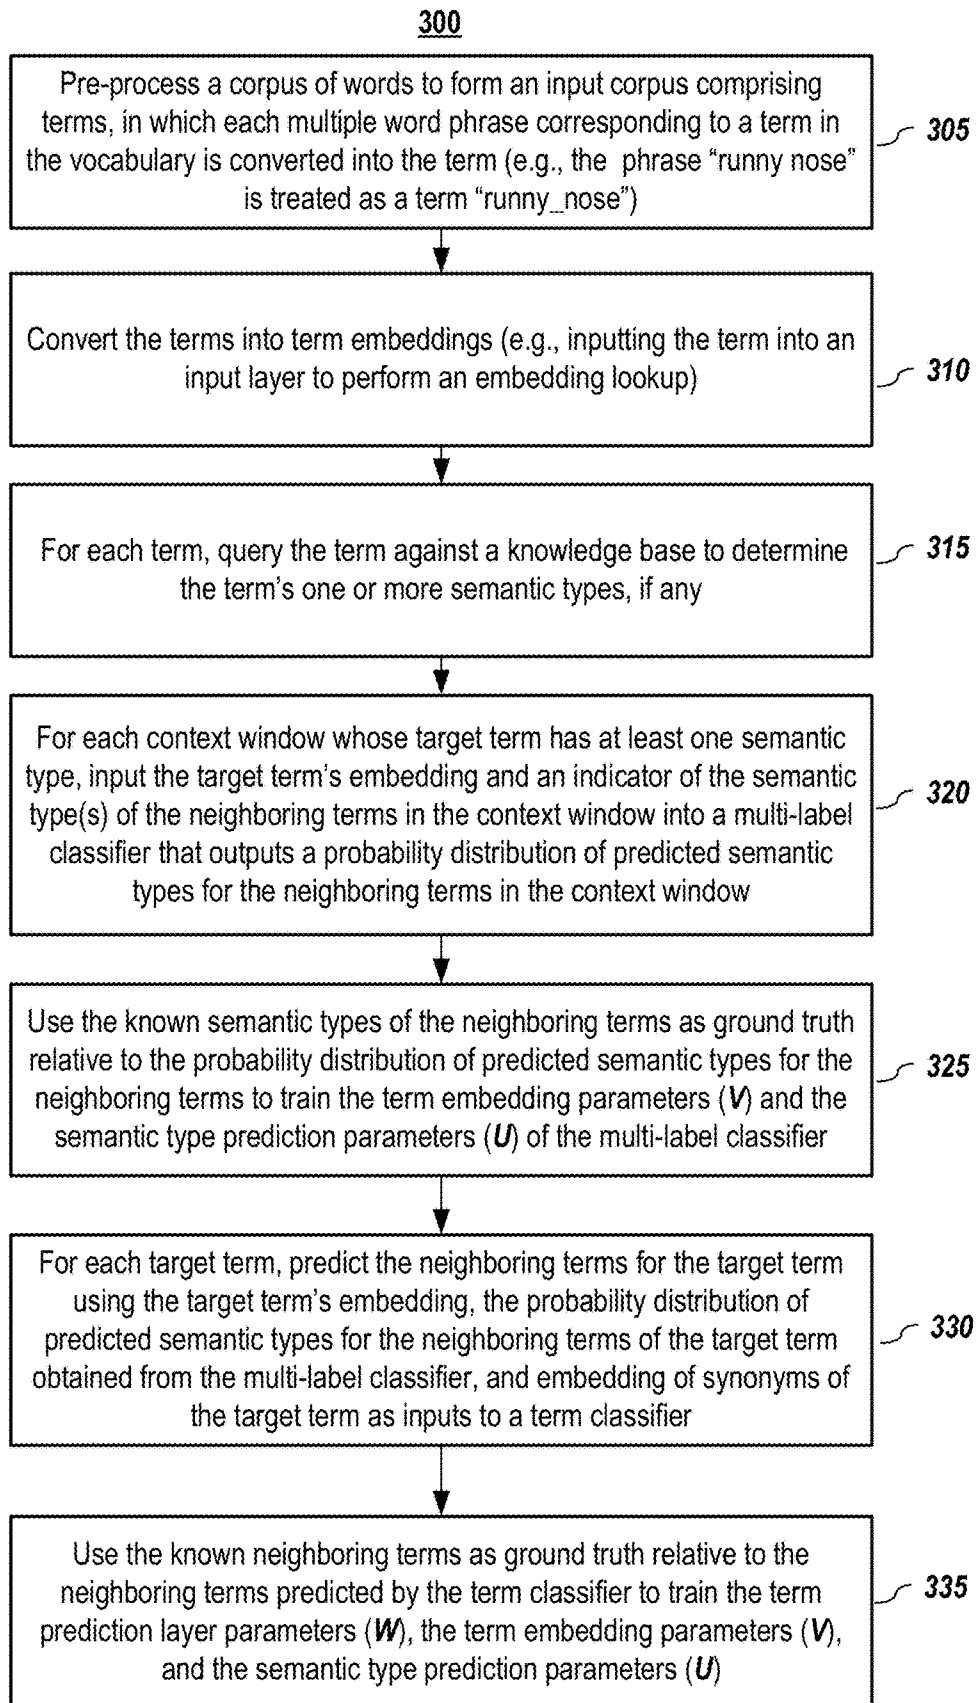 300
Pre-process a corpus of words to form an input corpus comprising
terms, in which each multiple word phrase corresponding to a term in
the vocabulary is converted into the term (e.g., the phrase “runny nose”
is treated as a term “runny_nose”)
305
Convert the terms into term embeddings (e.g., inputting the term into an
input layer to perform an embedding lookup)
310
For each term, query the term against a knowledge base to determine
the term’s one or more semantic types, if any
315
For each context window whose target term has at least one semantic
type, input the target term’s embedding and an indicator of the semantic
type(s) of the neighboring terms in the context window into a multi-label
classifier that outputs a probability distribution of predicted semantic
types for the neighboring terms in the context window
320
Use the known semantic types of the neighboring terms as ground truth
relative to the probability distribution of predicted semantic types for the
neighboring terms to train the term embedding parameters (V) and the
semantic type prediction parameters (U) of the multi-label classifier
325
For each target term, predict the neighboring terms for the target term
using the target term’s embedding, the probability distribution of
predicted semantic types for the neighboring terms of the target term
obtained from the multi-label classifier, and embedding of synonyms of
the target term as inputs to a term classifier
330
Use the known neighboring terms as ground truth relative to the
neighboring terms predicted by the term classifier to train the term
prediction layer parameters (W), the term embedding parameters (V),
and the semantic type prediction parameters (U)
335